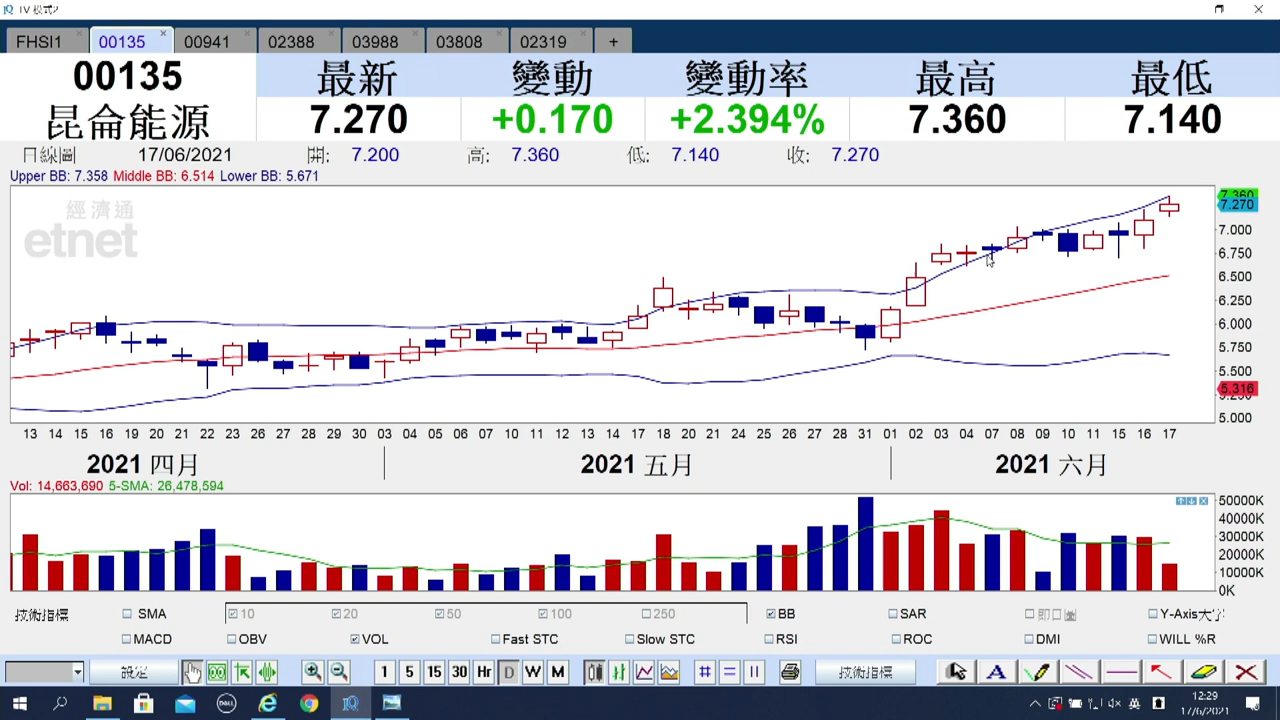 TV 模式2
FHSI1 00135 00941 02388 03988 03808 02319 +
00135 最新 變動 變動率 最高 最低
昆侖能源 7.270 +0.170 +2.394% 7.360 7.140
日線圖 17/06/2021 開: 7.200 高: 7.360 低: 7.140 收: 7.270
Upper BB: 7.358 Middle BB: 6.514 Lower BB: 5.671
經濟通
etnet
7.360
7.270
7.000
6.750
6.500
6.250
6.000
5.750
5.500
5.316
5.000
13 14 15 16 19 20 21 22 23 26 27 28 29 30 03 04 05 06 07 10 11 12 13 14 17 18 20 21 24 25 26 27 28 31 01 02 03 04 07 08 09 10 11 15 16 17
2021 四月 2021 五月 2021 六月
Vol: 14,663,690 5-SMA: 26,478,594
50000K
40000K
30000K
20000K
10000K
0K
技術指標 SMA 10 20 50 100 250 BB SAR Y-Axis大字
MACD OBV VOL Fast STC Slow STC RSI ROC DMI WILL %R
設定 1 5 15 30 Hr D W M 技術指標 A
DELL 英 12:29
17/6/2021